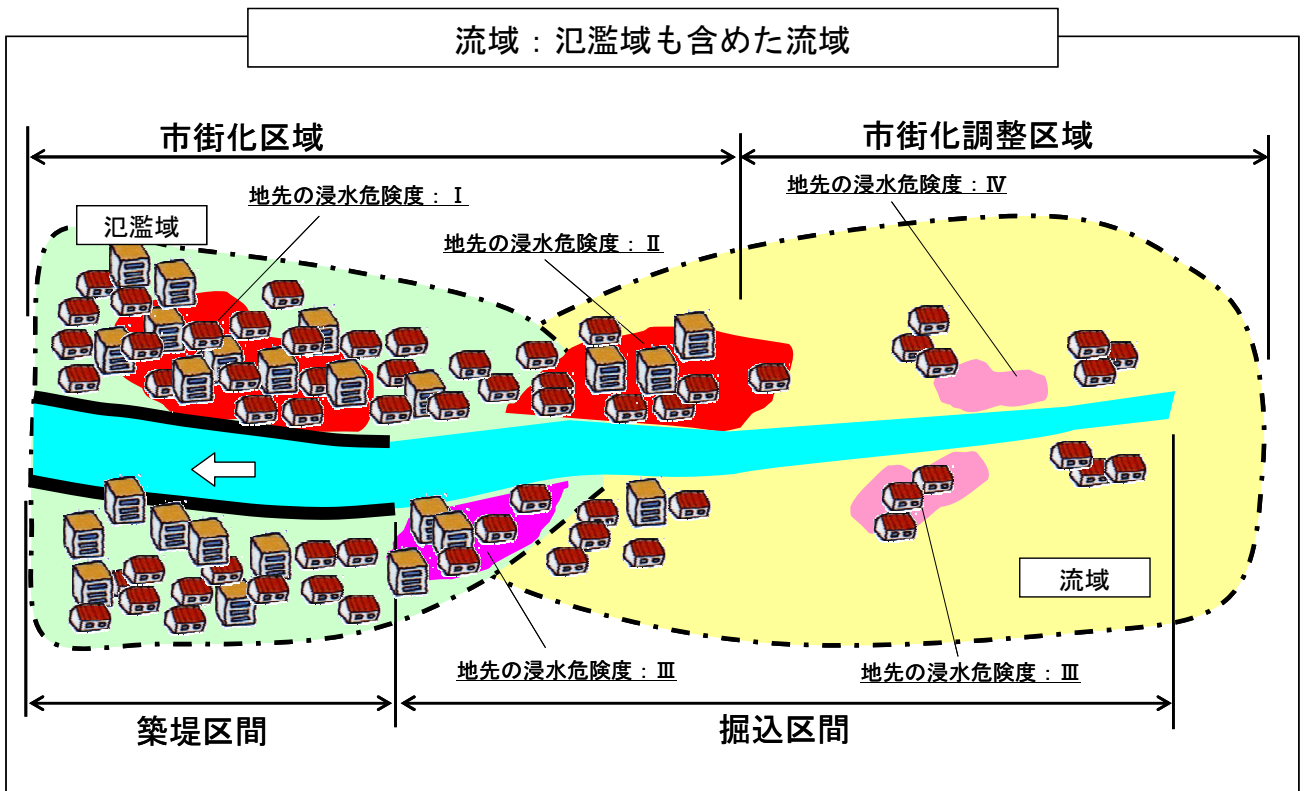 流域：氾濫域も含めた流域
市街化区域
市街化調整区域
地先の浸水危険度：Ⅰ
地先の浸水危険度：Ⅳ
氾濫域
地先の浸水危険度：Ⅱ
流域
地先の浸水危険度：Ⅲ
地先の浸水危険度：Ⅲ
築堤区間
掘込区間